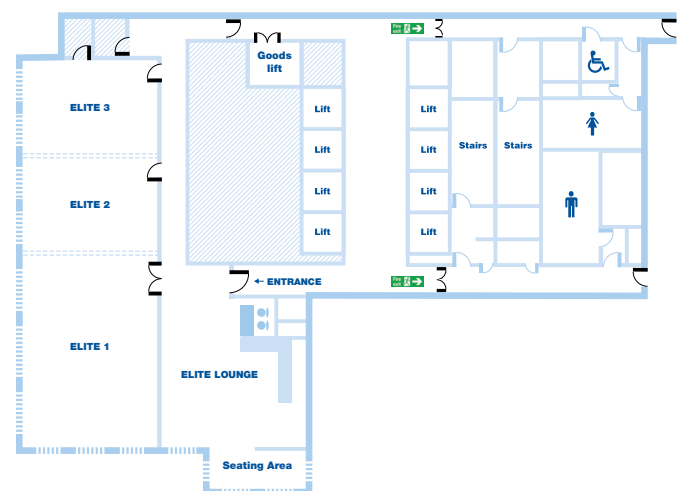 Fire
exit
Goods
lift
ELITE 3
Lift
Lift
Lift
Stairs
Stairs
Lift
Lift
ELITE 2
Lift
Lift
Lift
Lift
ENTRANCE
Fire
exit
ELITE 1
ELITE LOUNGE
Seating Area